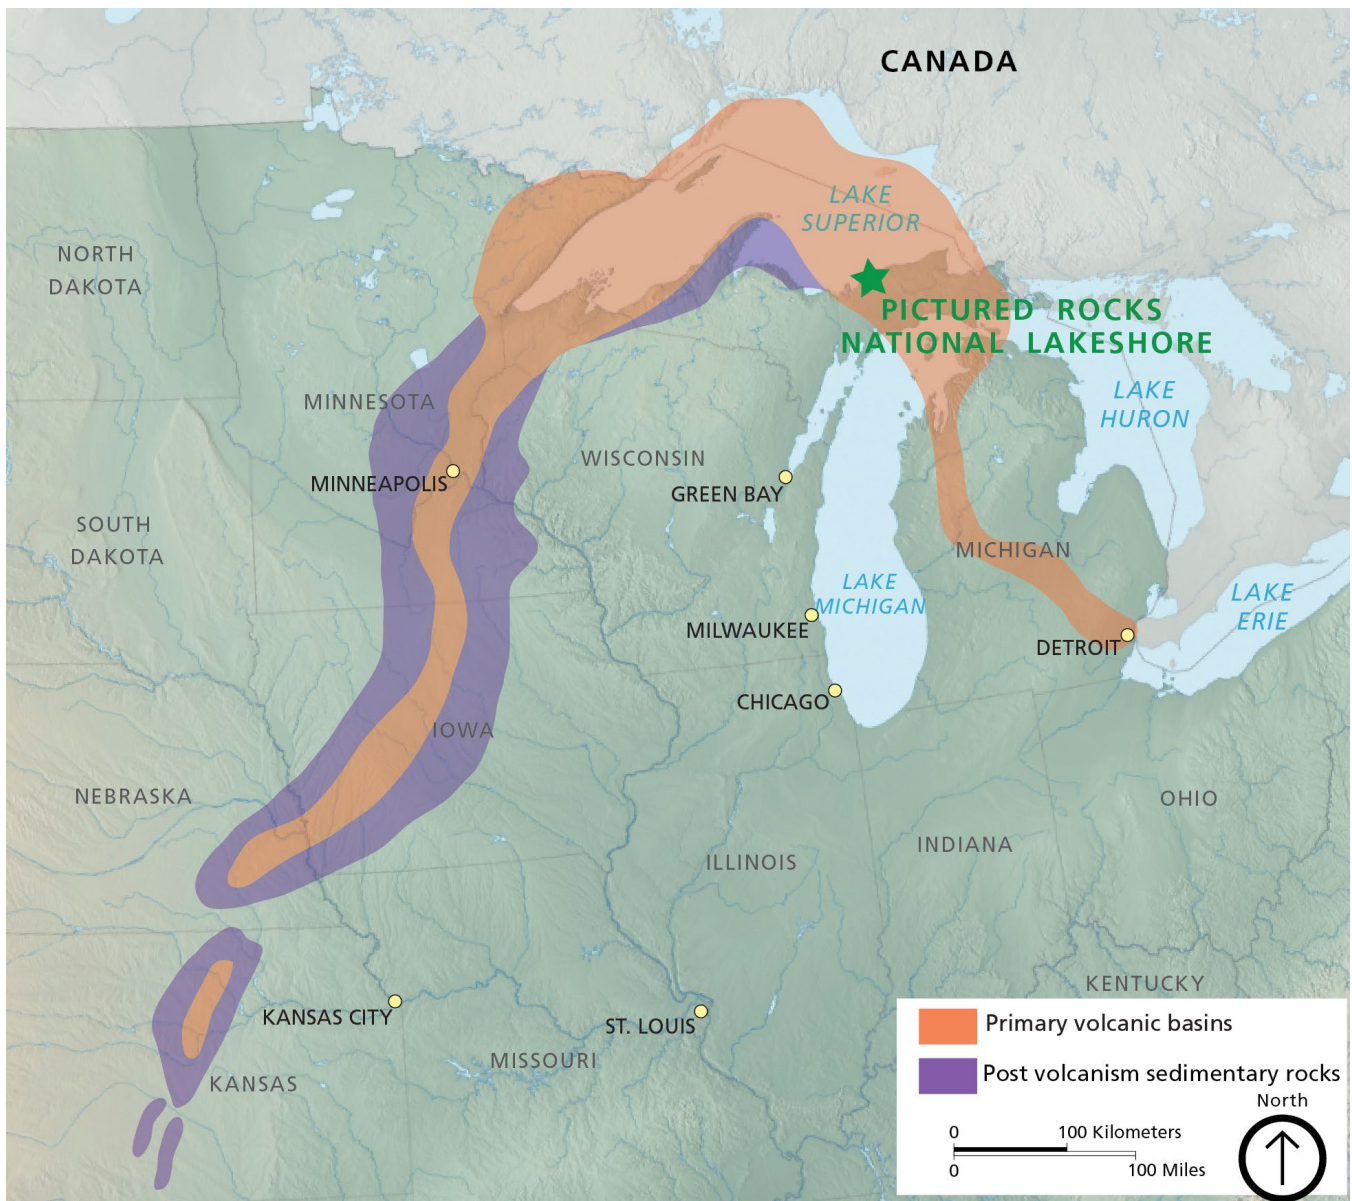 CANADA
LAKE
SUPERIOR
NORTH
DAKOTA
PICTURED ROCKS
NATIONAL LAKESHORE
LAKE
HURON
MINNESOTA
WISCONSIN
MINNEAPOLIS
GREEN BAY
SOUTH
DAKOTA
MICHIGAN
LAKE
MICHIGAN
LAKE
ERIE
MILWAUKEE
DETROIT
CHICAGO
IOWA
NEBRASKA
OHIO
INDIANA
ILLINOIS
KENTUCKY
KANSAS CITY
ST. LOUIS
MISSOURI
KANSAS
Primary volcanic basins
Post volcanism sedimentary rocks
North
0 100 Kilometers
0 100 Miles